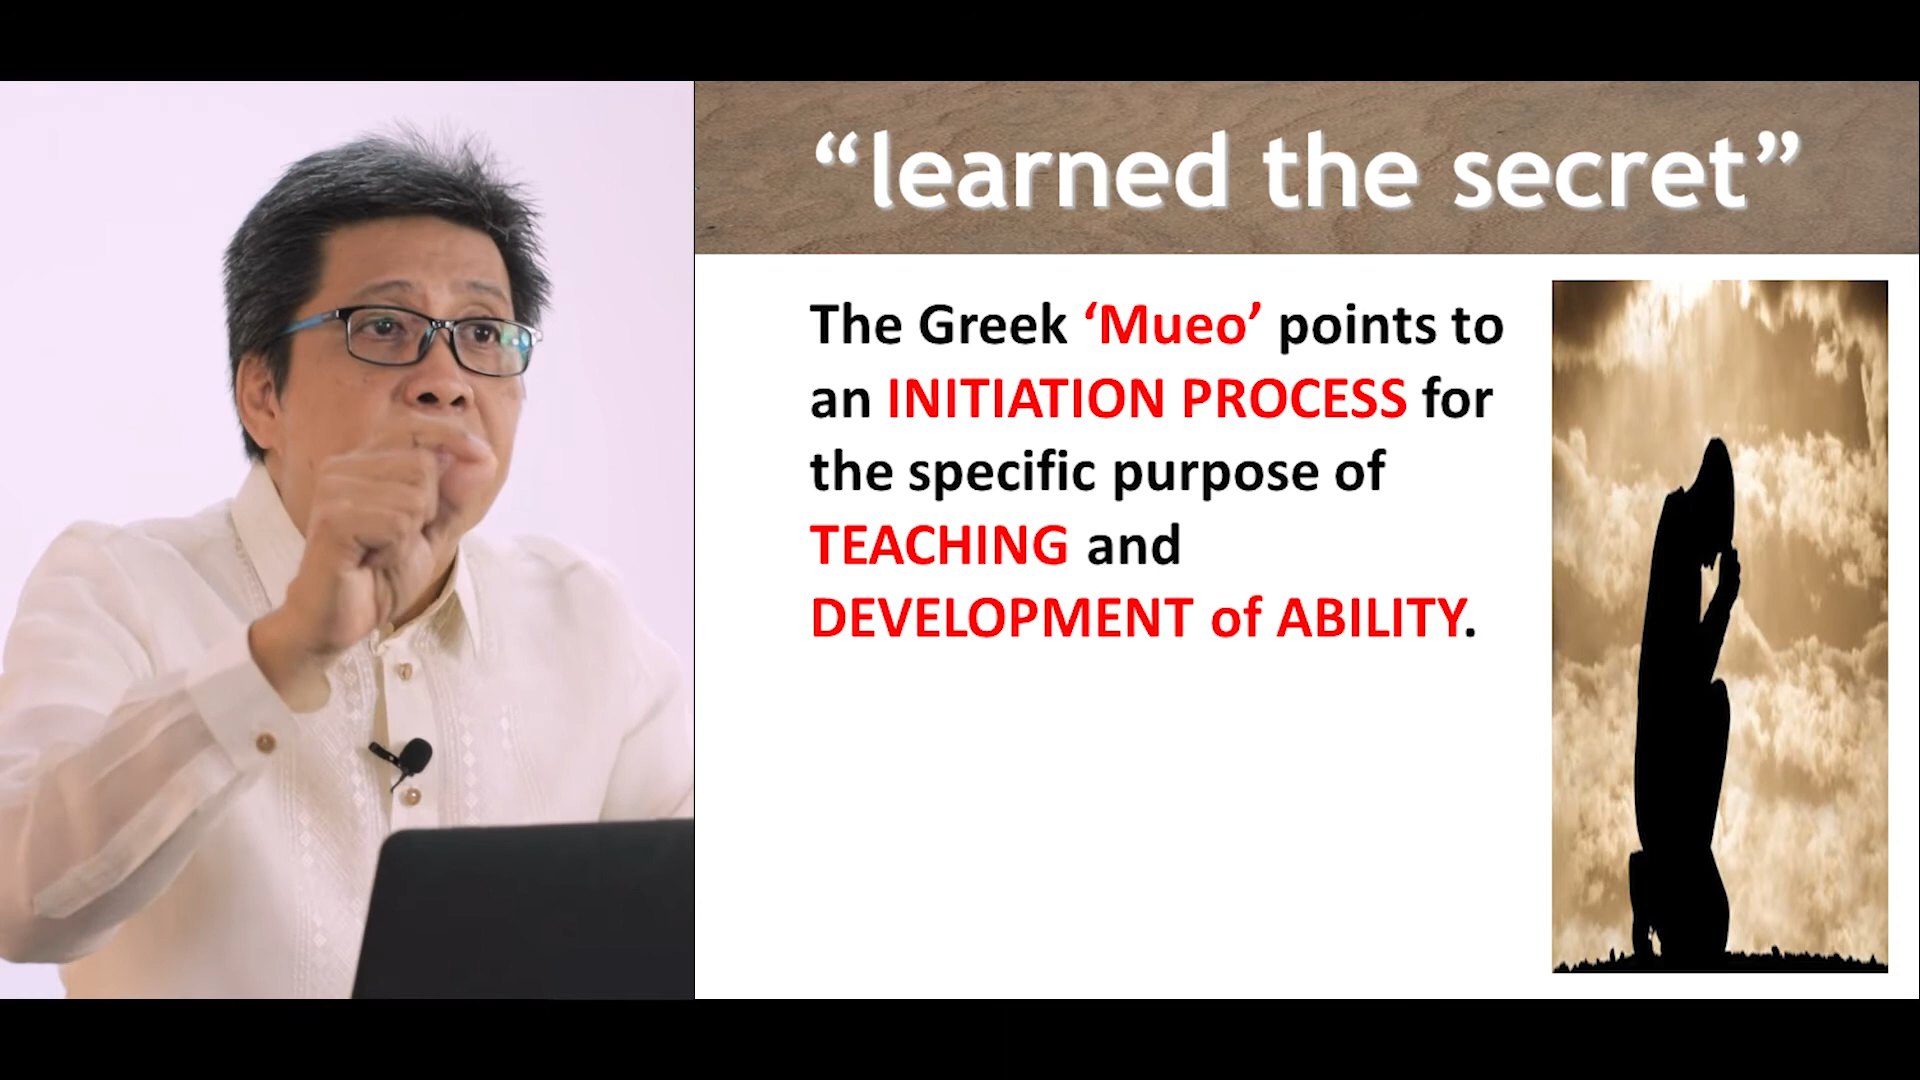 “learned the secret”
The Greek ‘Mueo’ points to
an INITIATION PROCESS for
the specific purpose of
TEACHING and
DEVELOPMENT of ABILITY.